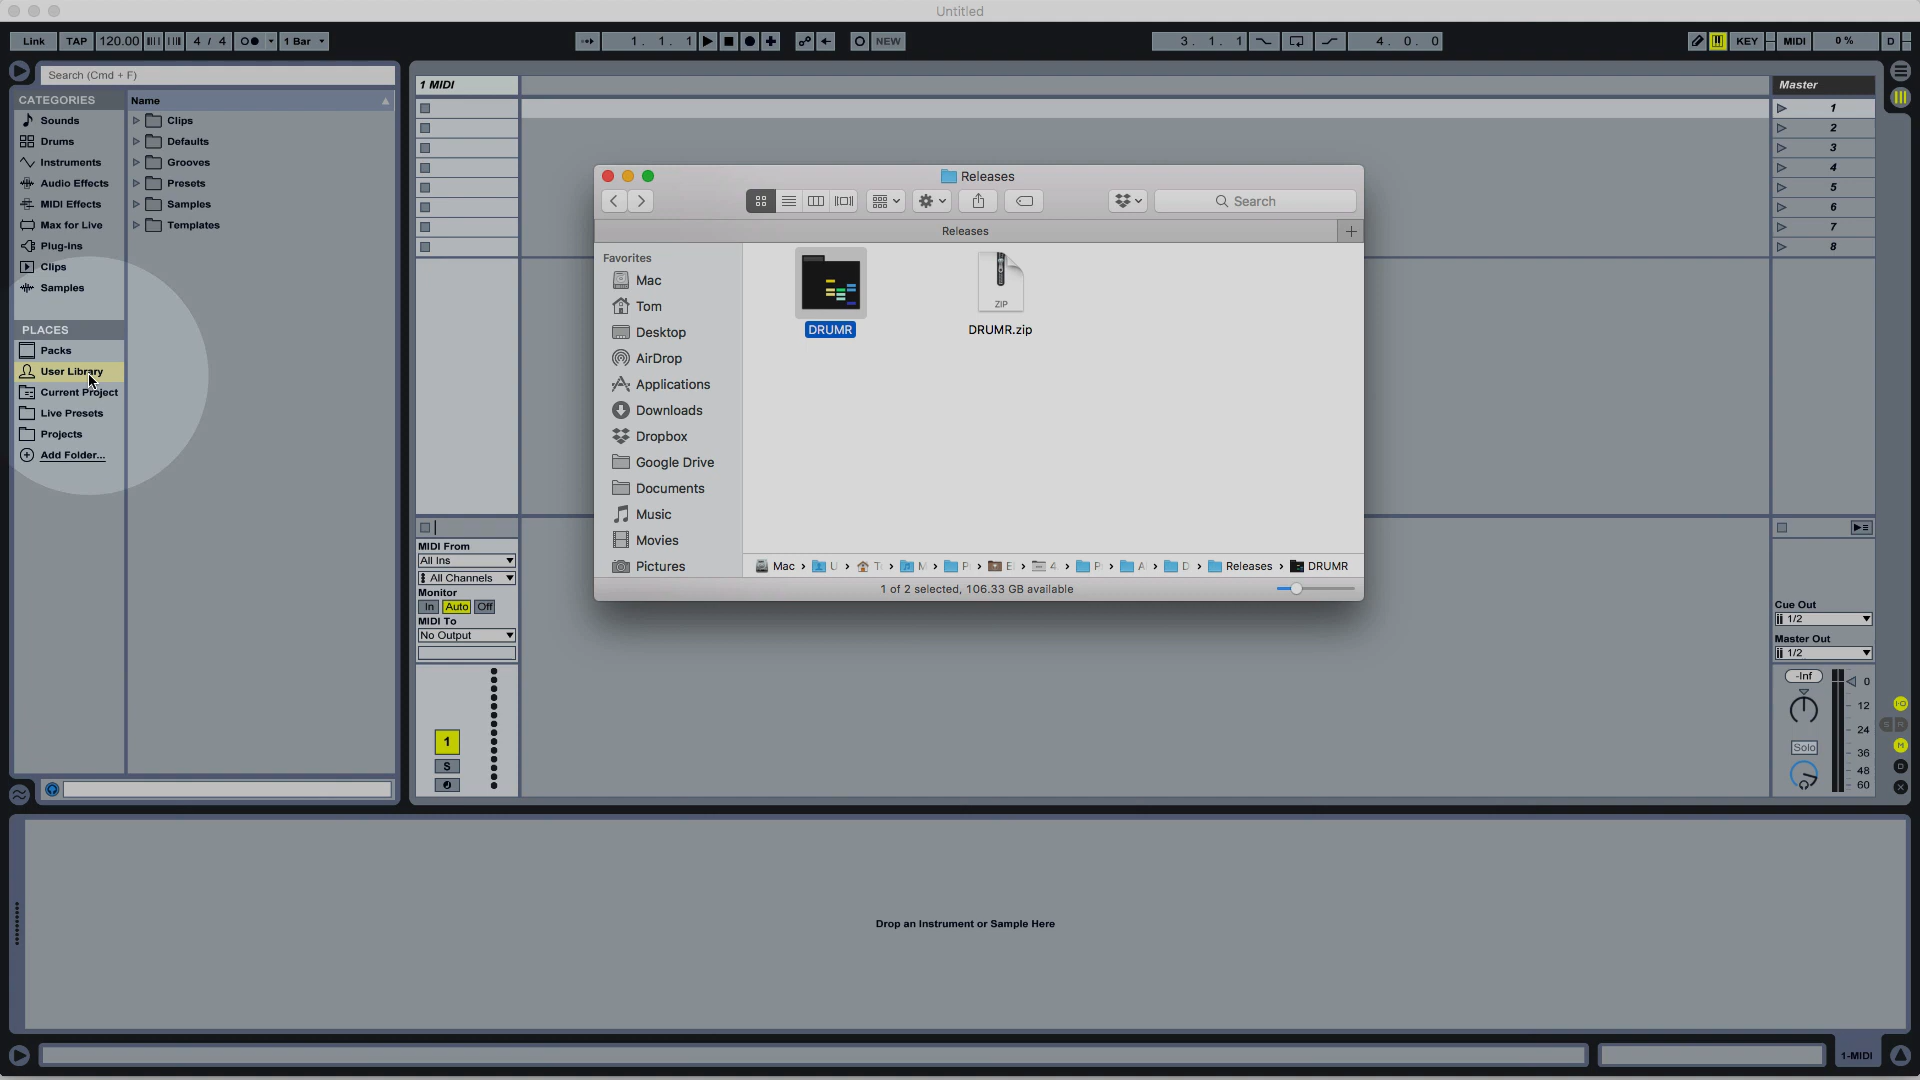 Untitled
Link TAP 120.00 4 / 4 1 Bar 1. 1. 1 NEW 3. 1. 1 4. 0. 0 KEY MIDI 0 % D
Search (Cmd + F)
CATEGORIES
Sounds
Drums
Instruments
Audio Effects
MIDI Effects
Max for Live
Plug-ins
Clips
Samples
PLACES
Packs
User Library
Current Project
Live Presets
Projects
Add Folder...
Name
Clips
Defaults
Grooves
Presets
Samples
Templates
1 MIDI
MIDI From
All Ins
All Channels
Monitor
In Auto Off
MIDI To
No Output
1
S
Releases
Search
Releases
Favorites
Mac
Tom
Desktop
AirDrop
Applications
Downloads
Dropbox
Google Drive
Documents
Music
Movies
Pictures
DRUMR
ZIP
DRUMR.zip
Mac › U › T › M › P › E › 4 › P › A › D › Releases › DRUMR
1 of 2 selected, 106.33 GB available
Master
1
2
3
4
5
6
7
8
Cue Out
1/2
Master Out
1/2
-Inf
0
12
24
36
48
60
Solo
I-O
S R
M
D
X
Drop an Instrument or Sample Here
1-MIDI